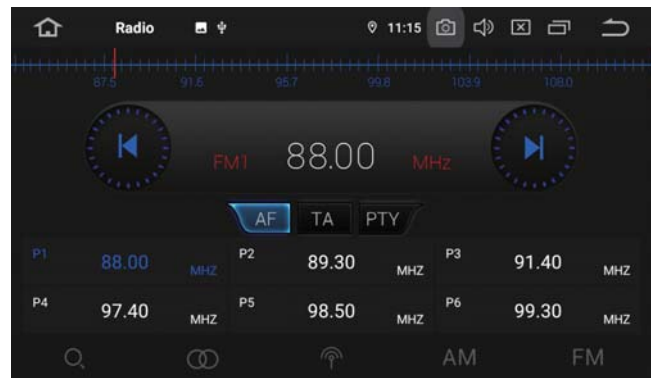 Radio 11:15
87.5 91.6 95.7 99.8 103.9 108.0
FM1 88.00 MHz
AF TA PTY
P1 88.00 MHZ P2 89.30 MHZ P3 91.40 MHZ
P4 97.40 MHZ P5 98.50 MHZ P6 99.30 MHZ
AM FM